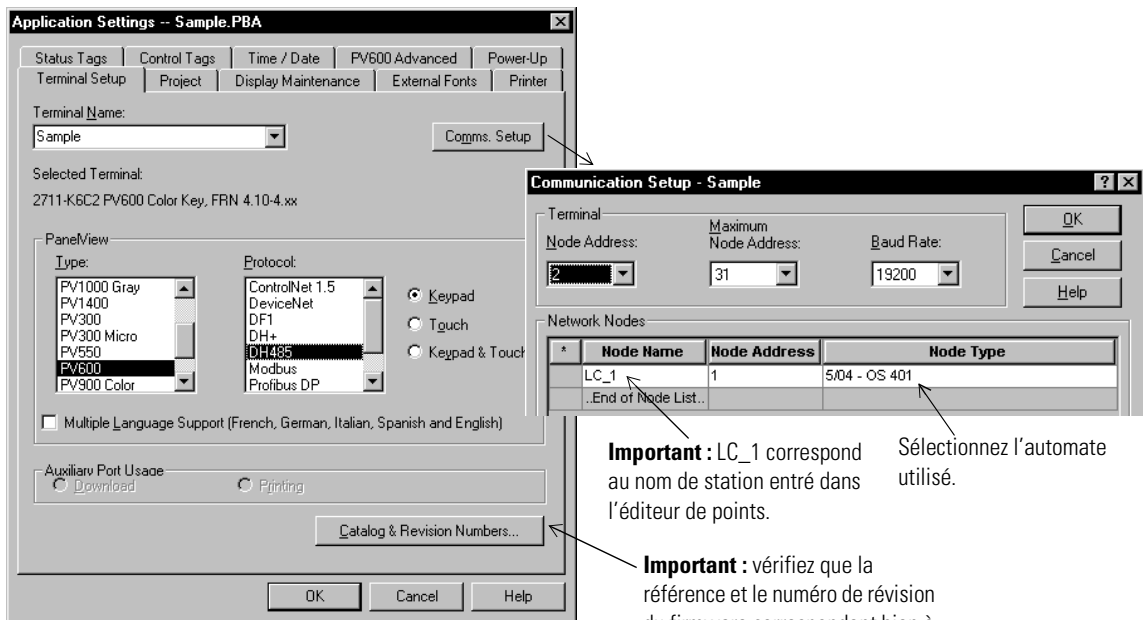 Application Settings -- Sample.PBA
Status Tags
Control Tags
Time / Date
PV600 Advanced
Power-Up
Terminal Setup
Project
Display Maintenance
External Fonts
Printer
Terminal Name:
Sample
Comms. Setup
Selected Terminal:
2711-K6C2 PV600 Color Key, FRN 4.10-4.xx
PanelView
Type:
PV1000 Gray
PV1400
PV300
PV300 Micro
PV550
PV600
PV900 Color
Protocol:
ControlNet 1.5
DeviceNet
DF1
DH+
DH485
Modbus
Profibus DP
Keypad
Touch
Keypad & Touch
Multiple Language Support (French, German, Italian, Spanish and English)
Auxiliary Port Usage
Download
Printing
Catalog & Revision Numbers...
OK
Cancel
Help
Communication Setup - Sample
Terminal
Node Address:
2
Maximum
Node Address:
31
Baud Rate:
19200
OK
Cancel
Help
Network Nodes
* Node Name Node Address Node Type
LC_1 1 5/04 - OS 401
..End of Node List..
Important : LC_1 correspond
au nom de station entré dans
l'éditeur de points.
Sélectionnez l'automate
utilisé.
Important : vérifiez que la
référence et le numéro de révision
du firmware correspondent bien à